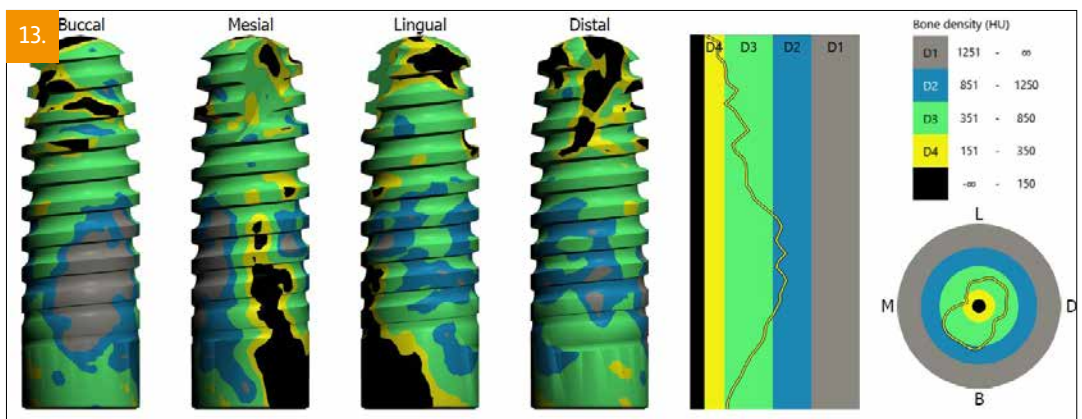 13.
Buccal Mesial Lingual Distal
D4 D3 D2 D1
Bone density (HU)
D1 1251 - ∞
D2 851 - 1250
D3 351 - 850
D4 151 - 350
-∞ - 150
L
M D
B